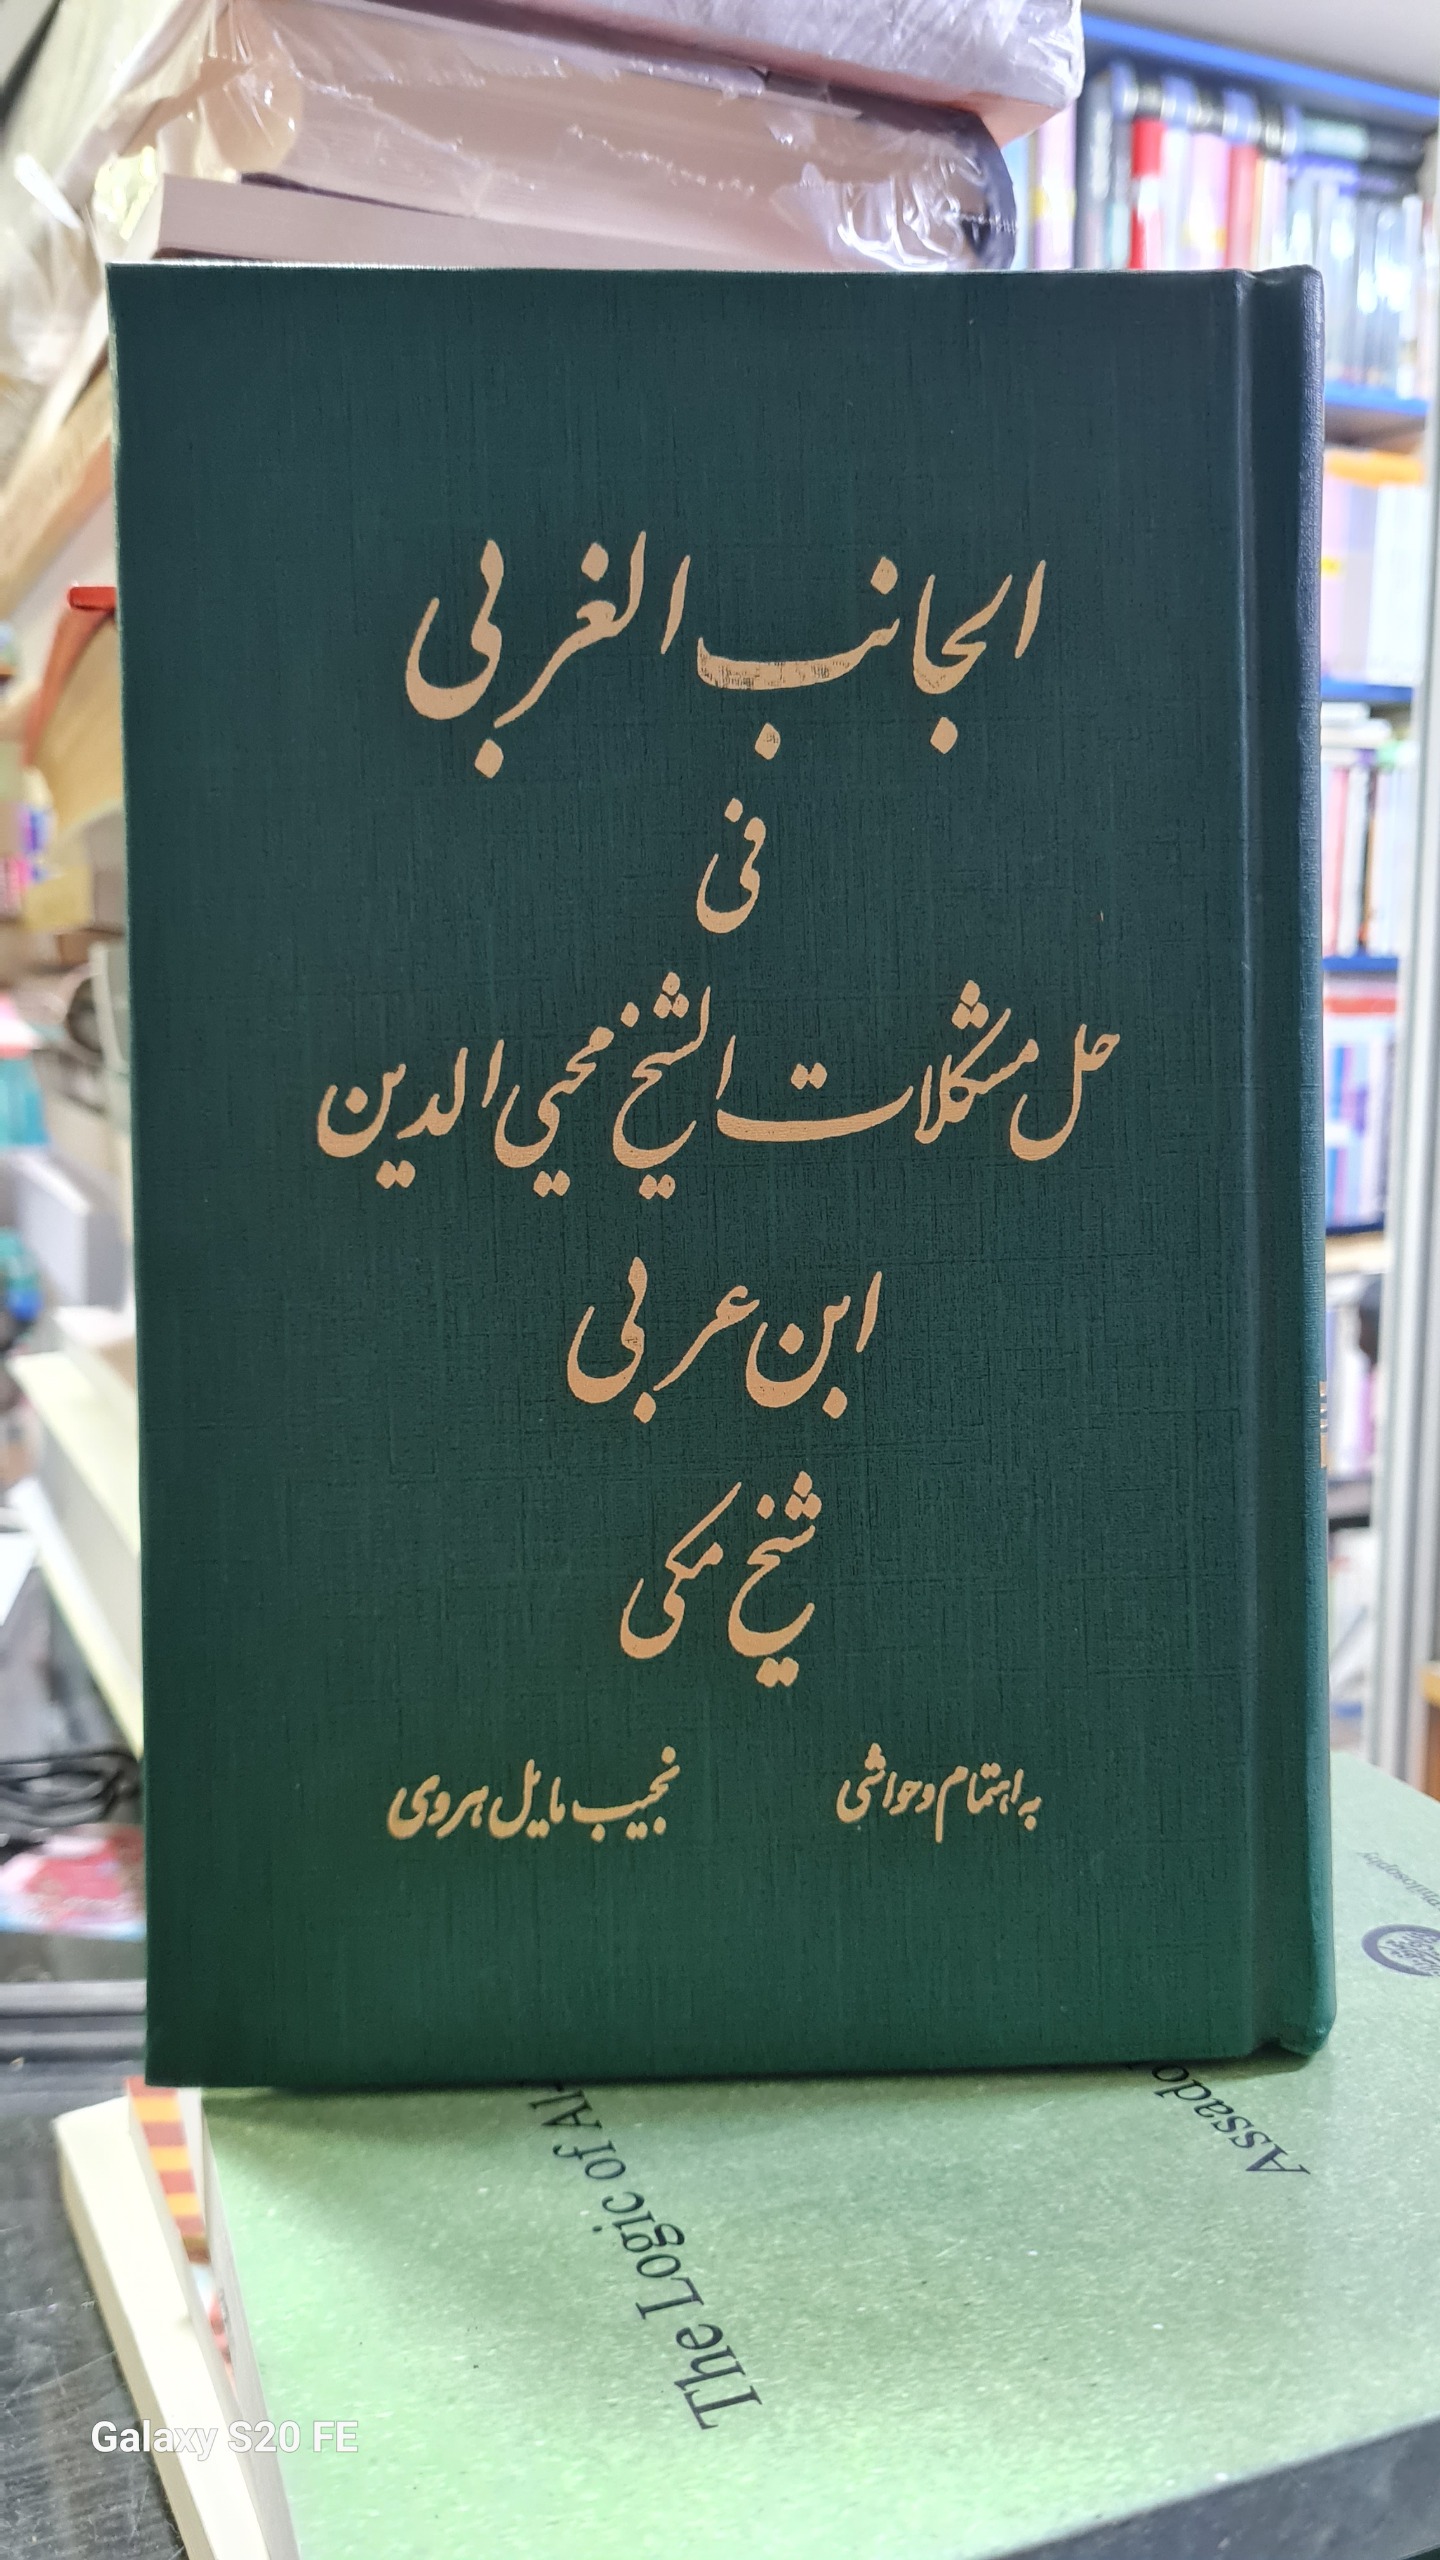 الجانب الغربی
فی
حل مشکلات الشیخ محیی الدین
ابن عربی
شیخ مکی
به اهتمام و حواشی نجیب مایل هروی
Philosophy
Assado
The Logic of Al-
Galaxy S20 FE